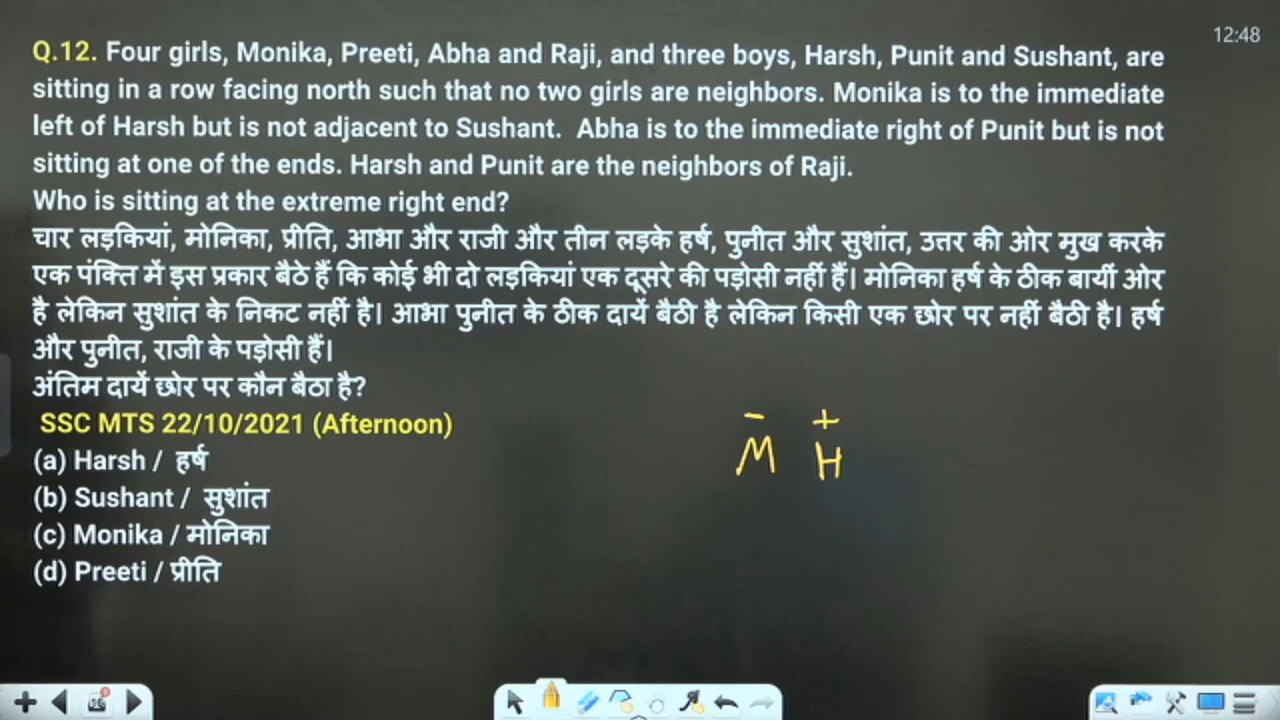 12:48
Q.12. Four girls, Monika, Preeti, Abha and Raji, and three boys, Harsh, Punit and Sushant, are
sitting in a row facing north such that no two girls are neighbors. Monika is to the immediate
left of Harsh but is not adjacent to Sushant. Abha is to the immediate right of Punit but is not
sitting at one of the ends. Harsh and Punit are the neighbors of Raji.
Who is sitting at the extreme right end?
चार लड़कियां, मोनिका, प्रीति, आभा और राजी और तीन लड़के हर्ष, पुनीत और सुशांत, उत्तर की ओर मुख करके
एक पंक्ति में इस प्रकार बैठे हैं कि कोई भी दो लड़कियां एक दूसरे की पड़ोसी नहीं हैं। मोनिका हर्ष के ठीक बायीं ओर
है लेकिन सुशांत के निकट नहीं है। आभा पुनीत के ठीक दायें बैठी है लेकिन किसी एक छोर पर नहीं बैठी है। हर्ष
और पुनीत, राजी के पड़ोसी हैं।
अंतिम दायें छोर पर कौन बैठा है?
SSC MTS 22/10/2021 (Afternoon)
- +
M H
(a) Harsh / हर्ष
(b) Sushant / सुशांत
(c) Monika / मोनिका
(d) Preeti / प्रीति